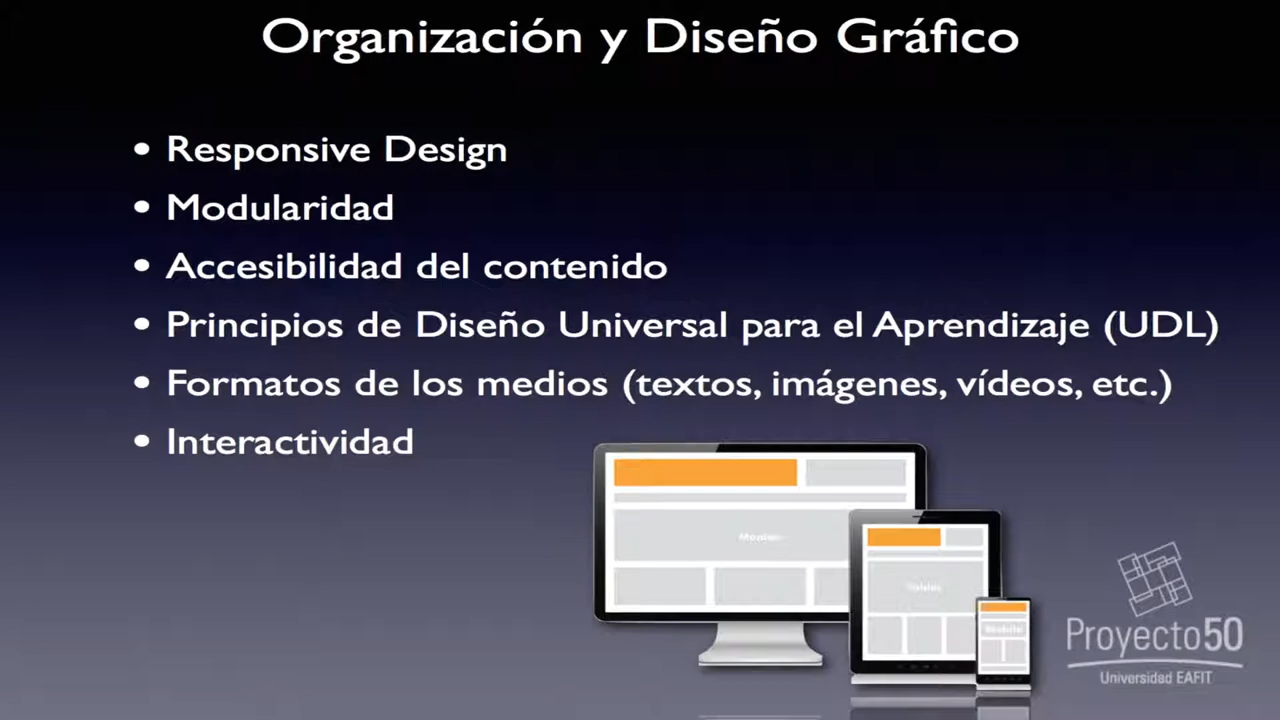 Organización y Diseño Gráfico
• Responsive Design
• Modularidad
• Accesibilidad del contenido
• Principios de Diseño Universal para el Aprendizaje (UDL)
• Formatos de los medios (textos, imágenes, vídeos, etc.)
• Interactividad
Proyecto50
Universidad EAFIT